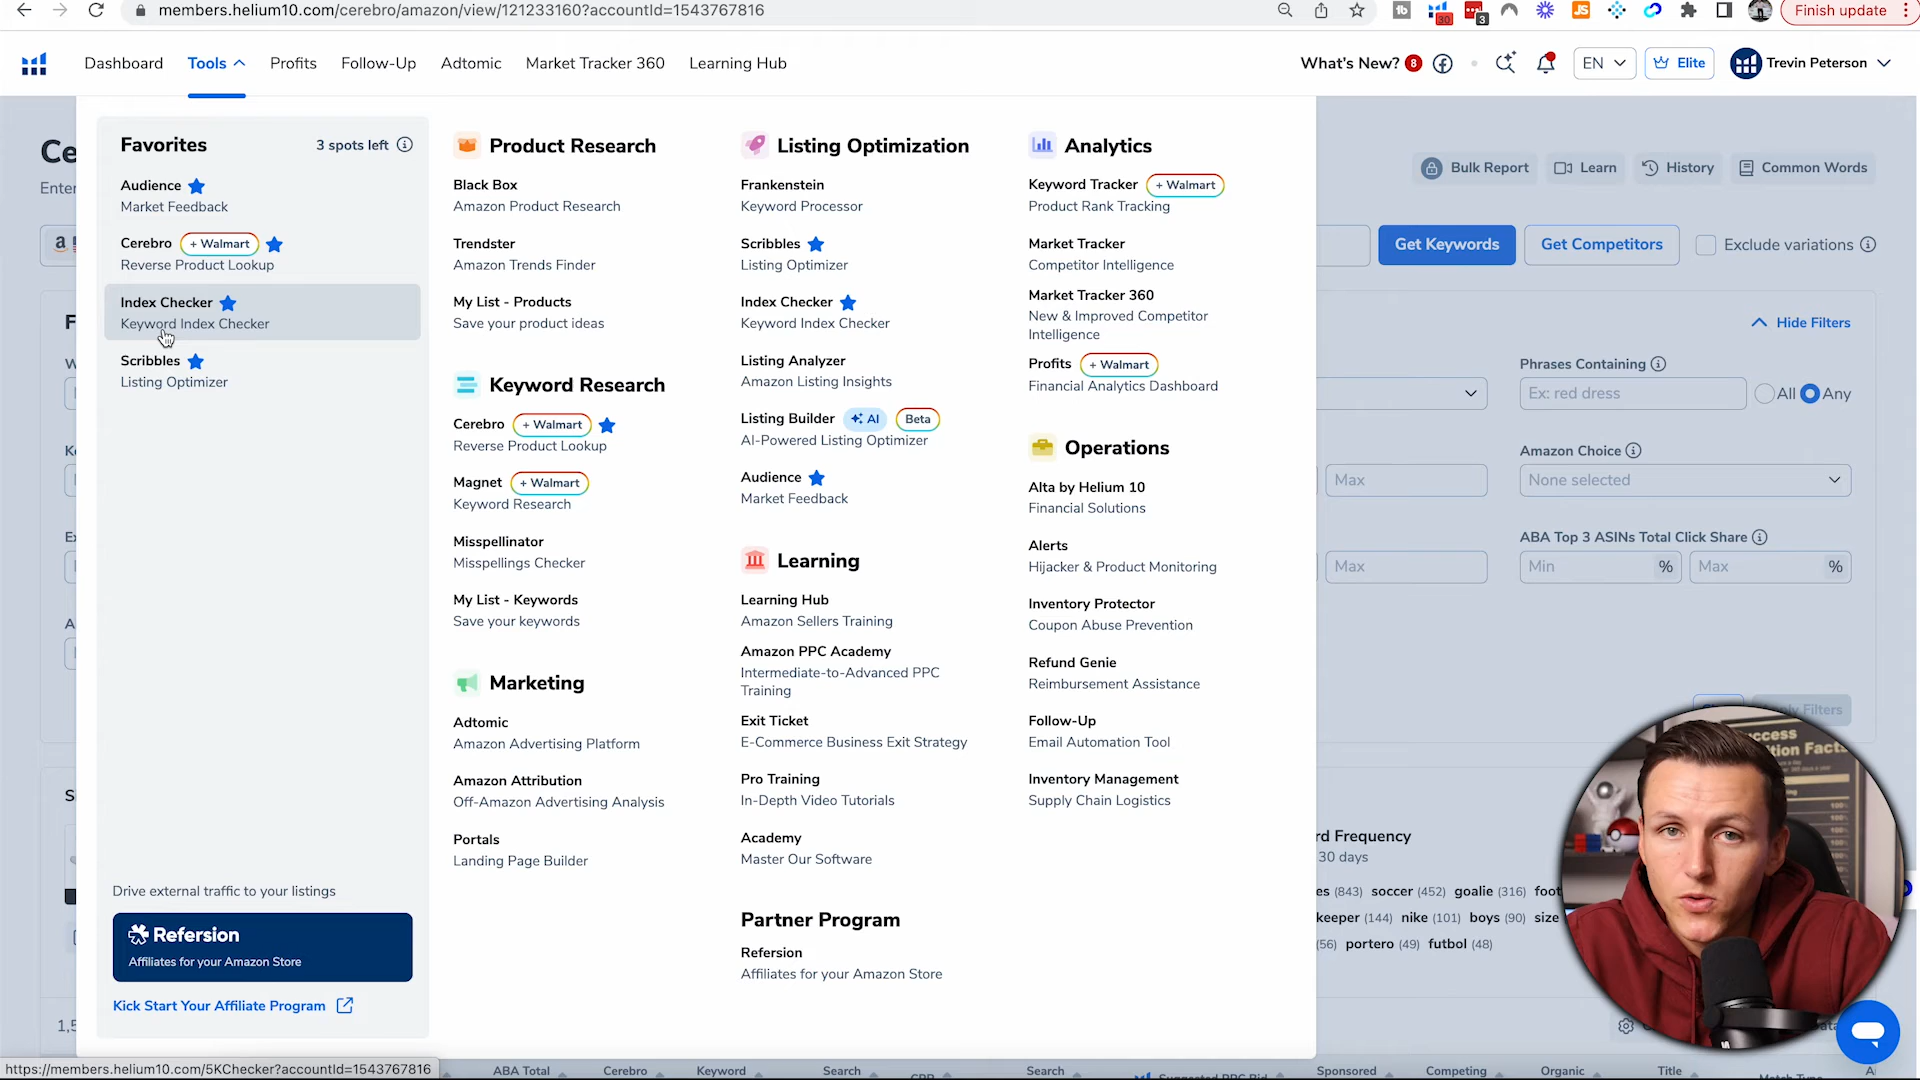 members.helium10.com/cerebro/amazon/view/121233160?accountId=1543767816
Finish update
Dashboard
Tools
Profits
Follow-Up
Adtomic
Market Tracker 360
Learning Hub
What's New? 8
EN
Elite
Trevin Peterson
Favorites
3 spots left
Audience
Market Feedback
Cerebro + Walmart
Reverse Product Lookup
Index Checker
Keyword Index Checker
Scribbles
Listing Optimizer
Drive external traffic to your listings
Refersion
Affiliates for your Amazon Store
Kick Start Your Affiliate Program
Product Research
Black Box
Amazon Product Research
Trendster
Amazon Trends Finder
My List - Products
Save your product ideas
Keyword Research
Cerebro + Walmart
Reverse Product Lookup
Magnet + Walmart
Keyword Research
Misspellinator
Misspellings Checker
My List - Keywords
Save your keywords
Marketing
Adtomic
Amazon Advertising Platform
Amazon Attribution
Off-Amazon Advertising Analysis
Portals
Landing Page Builder
Listing Optimization
Frankenstein
Keyword Processor
Scribbles
Listing Optimizer
Index Checker
Keyword Index Checker
Listing Analyzer
Amazon Listing Insights
Listing Builder AI Beta
AI-Powered Listing Optimizer
Audience
Market Feedback
Learning
Learning Hub
Amazon Sellers Training
Amazon PPC Academy
Intermediate-to-Advanced PPC
Training
Exit Ticket
E-Commerce Business Exit Strategy
Pro Training
In-Depth Video Tutorials
Academy
Master Our Software
Partner Program
Refersion
Affiliates for your Amazon Store
Analytics
Keyword Tracker + Walmart
Product Rank Tracking
Market Tracker
Competitor Intelligence
Market Tracker 360
New & Improved Competitor
Intelligence
Profits + Walmart
Financial Analytics Dashboard
Operations
Alta by Helium 10
Financial Solutions
Alerts
Hijacker & Product Monitoring
Inventory Protector
Coupon Abuse Prevention
Refund Genie
Reimbursement Assistance
Follow-Up
Email Automation Tool
Inventory Management
Supply Chain Logistics
Bulk Report
Learn
History
Common Words
Get Keywords
Get Competitors
Exclude variations
Hide Filters
Phrases Containing
Ex: red dress
All
Any
Amazon Choice
Max
None selected
ABA Top 3 ASINs Total Click Share
Max
Min %
Max %
Filters
rd Frequency
30 days
es (843) soccer (452) goalie (316) foot
keeper (144) nike (101) boys (90) size
(56) portero (49) futbol (48)
https://members.helium10.com/5KChecker?accountId=1543767816
ABA Total
Cerebro
Keyword
Search
Search
Suggested PPC Bid
Sponsored
Competing
Organic
Title
Match Type